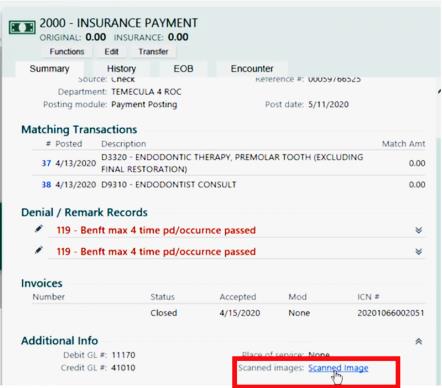 2000 - INSURANCE PAYMENT
ORIGINAL: 0.00 INSURANCE: 0.00
Functions Edit Transfer
Summary History EOB Encounter
Source: Check Reference #: 00059766525
Department: TEMECULA 4 ROC
Posting module: Payment Posting Post date: 5/11/2020
Matching Transactions
# Posted Description Match Amt
37 4/13/2020 D3320 - ENDODONTIC THERAPY, PREMOLAR TOOTH (EXCLUDING FINAL RESTORATION) 0.00
38 4/13/2020 D9310 - ENDODONTIST CONSULT 0.00
Denial / Remark Records
119 - Benft max 4 time pd/occurnce passed
119 - Benft max 4 time pd/occurnce passed
Invoices
Number Status Accepted Mod ICN #
Closed 4/15/2020 None 20201066002051
Additional Info
Debit GL #: 11170 Place of service: None
Credit GL #: 41010 Scanned images: Scanned Image